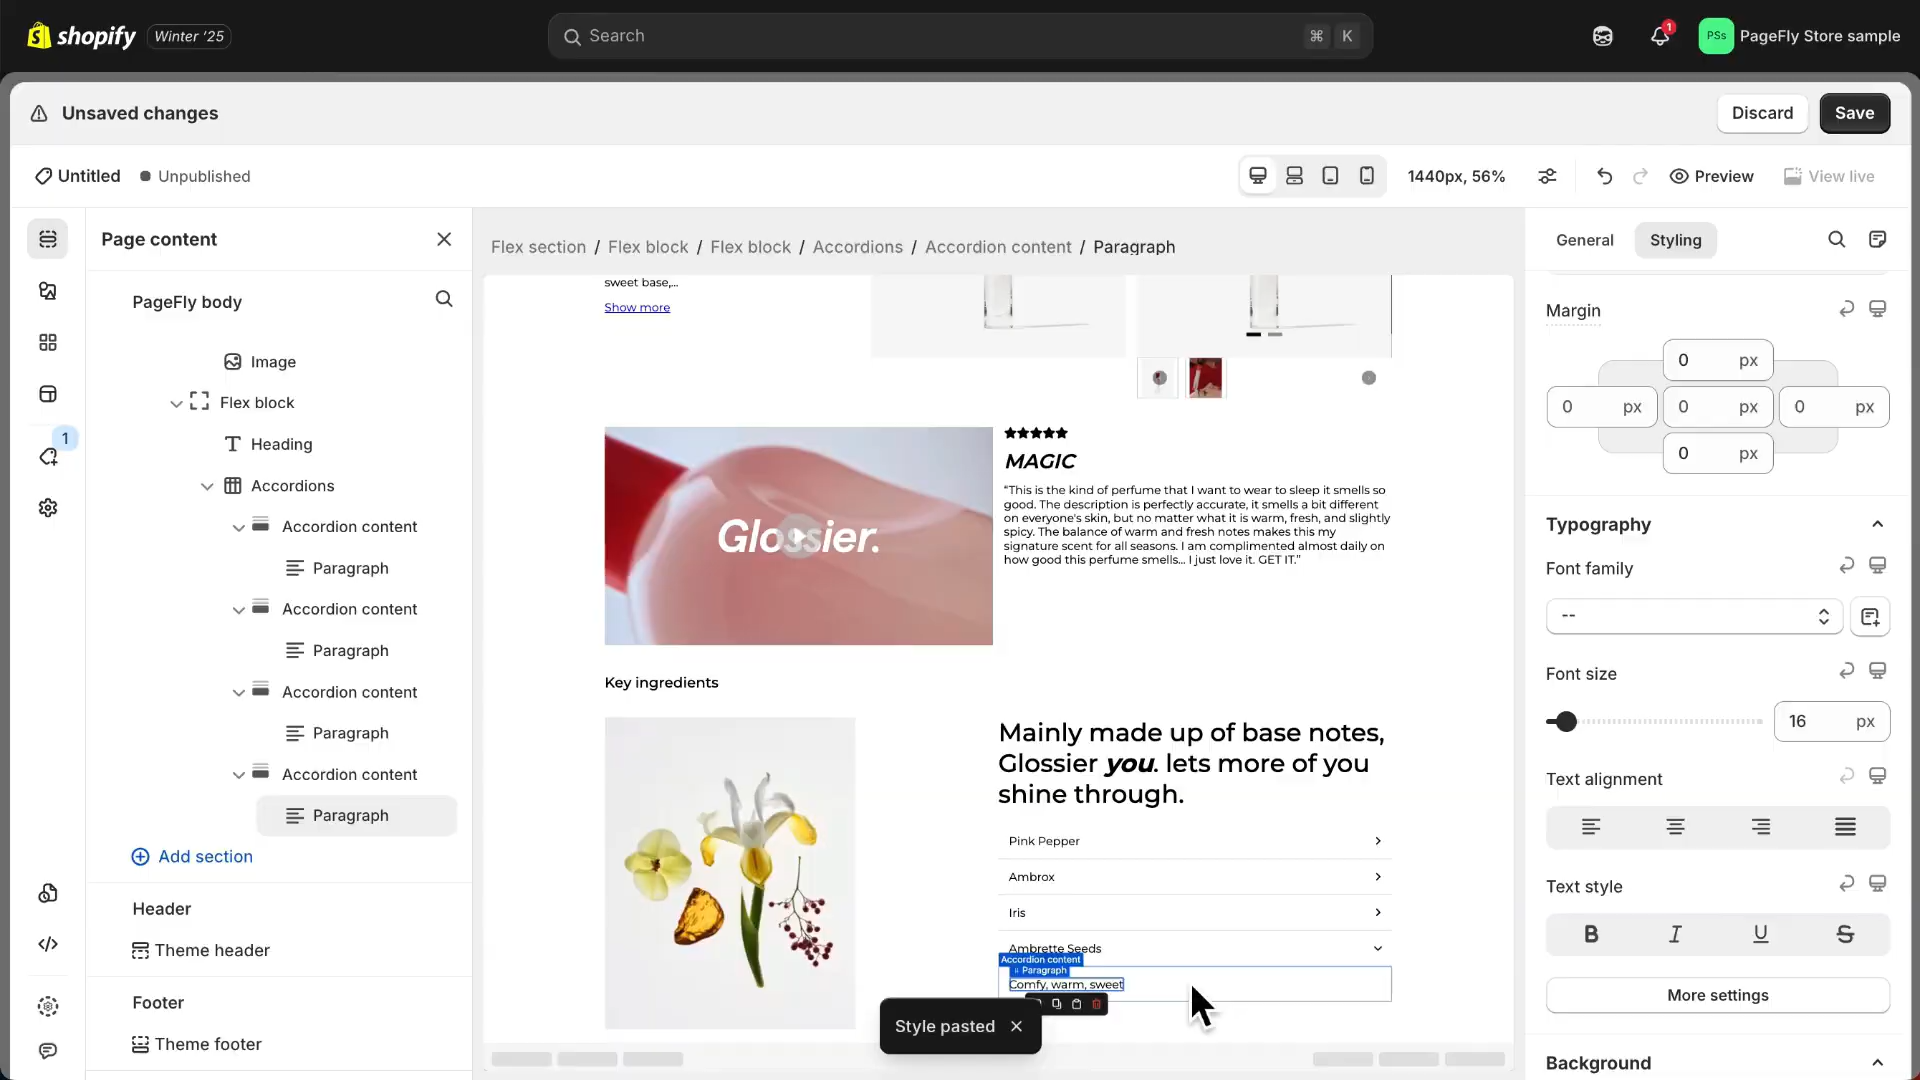 shopify
Winter '25
Search
⌘ K
1
PSs
PageFly Store sample
Unsaved changes
Discard
Save
Untitled
Unpublished
1440px, 56%
Preview
View live
Page content
PageFly body
Image
Flex block
Heading
Accordions
Accordion content
Paragraph
Accordion content
Paragraph
Accordion content
Paragraph
Accordion content
Paragraph
Add section
Header
Theme header
Footer
Theme footer
1
Flex section / Flex block / Flex block / Accordions / Accordion content / Paragraph
sweet base,...
Show more
Glossier.
MAGIC
“This is the kind of perfume that I want to wear to sleep it smells so
good. The description is perfectly accurate, it smells a bit different
on everyone's skin, but no matter what it is warm, fresh, and slightly
spicy. The balance of warm and fresh notes makes this my
signature scent for all seasons. I am complimented almost daily on
how good this perfume smells... I just love it. GET IT.”
Key ingredients
Mainly made up of base notes,
Glossier you. lets more of you
shine through.
Pink Pepper
Ambrox
Iris
Ambrette Seeds
Accordion content
Paragraph
Comfy, warm, sweet
Style pasted
General
Styling
Margin
0 px
0 px
0 px
0 px
0 px
Typography
Font family
--
Font size
16 px
Text alignment
Text style
B I U S
More settings
Background